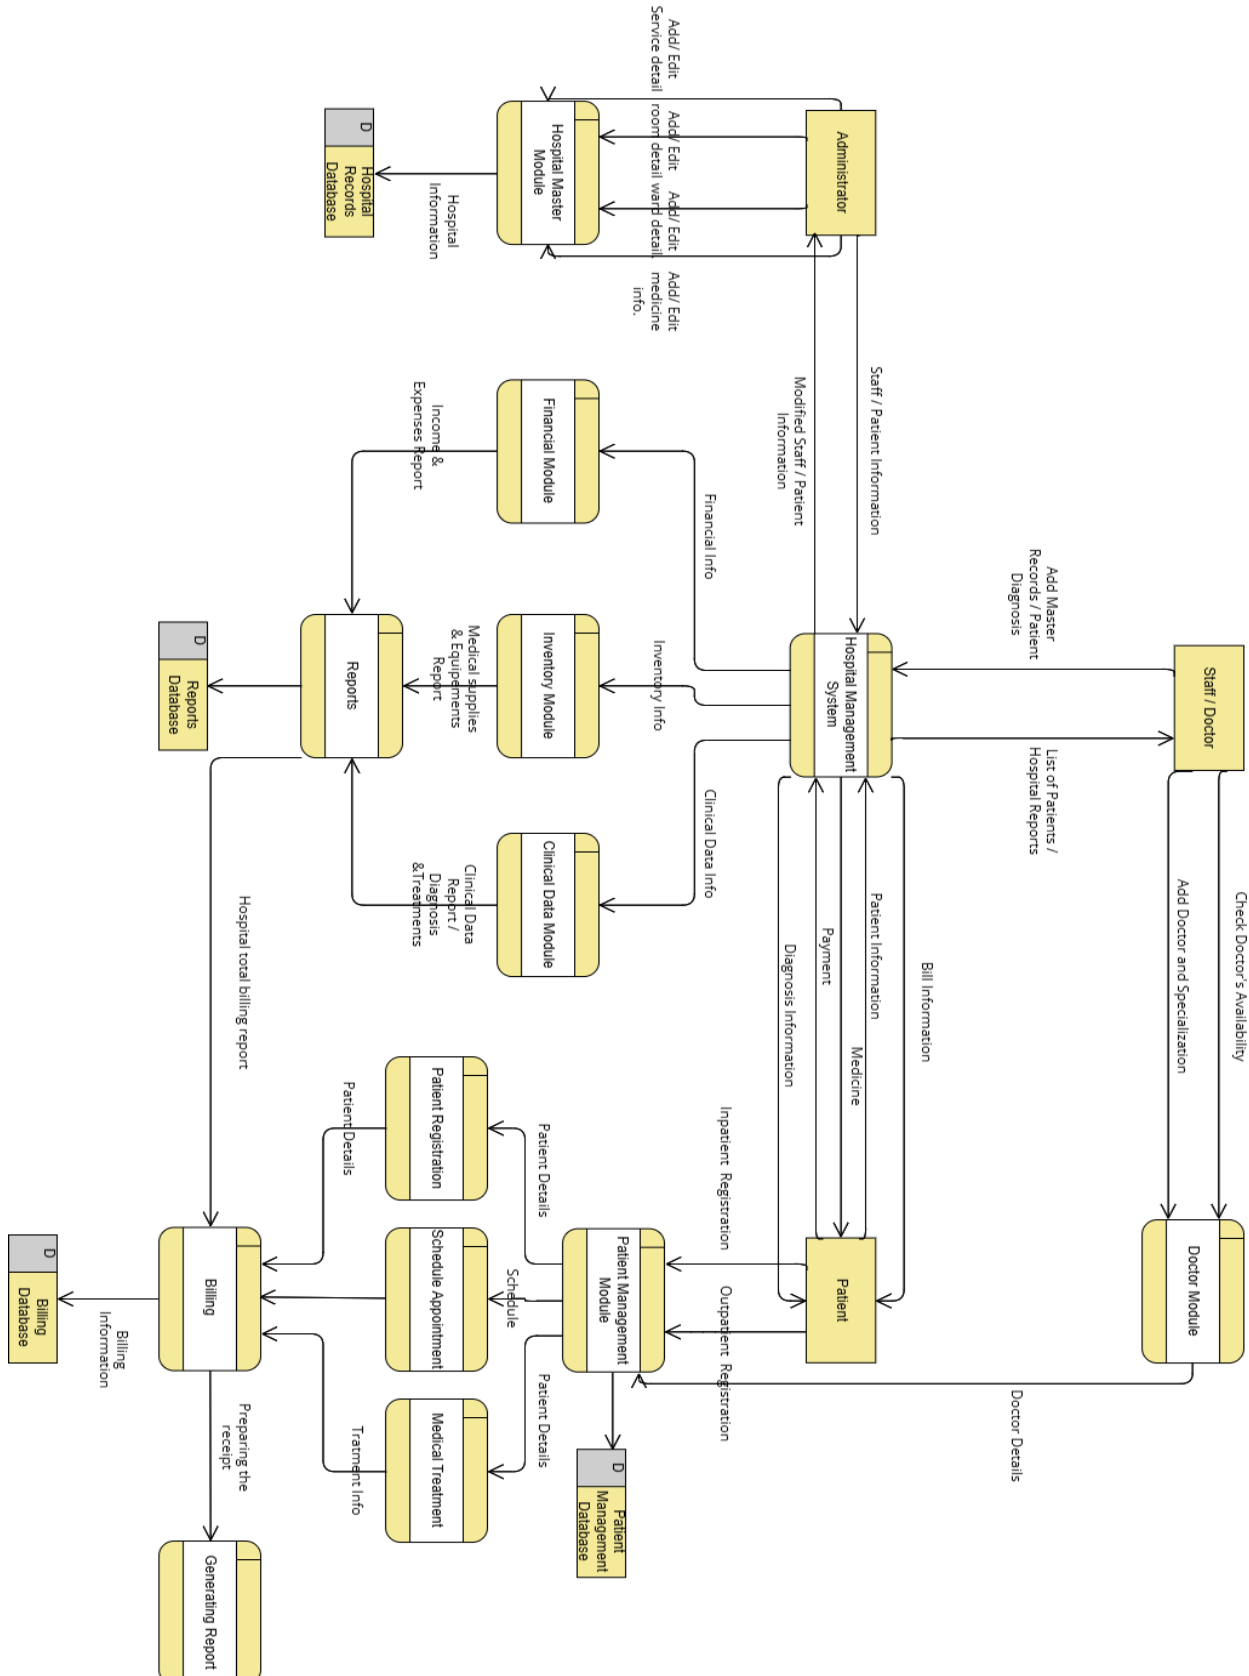 Staff / Doctor
Check Doctor's Availability
Add Doctor and Specialization
Doctor Module
Add Master
Records / Patient
Diagnosis
List of Patients /
Hospital Reports
Doctor Details
Administrator
Staff / Patient Information
Modified Staff / Patient
Information
Hospital Management
System
Bill Information
Patient Information
Medicine
Payment
Diagnosis Information
Patient
Add/ Edit
Service detail
Add/ Edit
room detail
Add/ Edit
ward detail
Add/ Edit
medicine
info.
Financial Info
Inventory Info
Clinical Data Info
Inpatient Registration
Outpatient Registration
Hospital Master
Module
Financial Module
Inventory Module
Clinical Data Module
Patient Management
Module
D
Patient
Management
Database
Hospital
Information
Income &
Expenses Report
Medical supplies
& Equipements
Report
Clinical Data
Report /
Diagnosis
&Treatments
Patient Details
Schedule
Patient Details
D
Hospital
Records
Database
Reports
Patient Registration
Schedule Appointment
Medical Treatment
Patient Details
Tratment Info
D
Reports
Database
Hospital total billing report
Billing
Preparing the
receipt
Generating Report
Billing
Information
D
Billing
Database